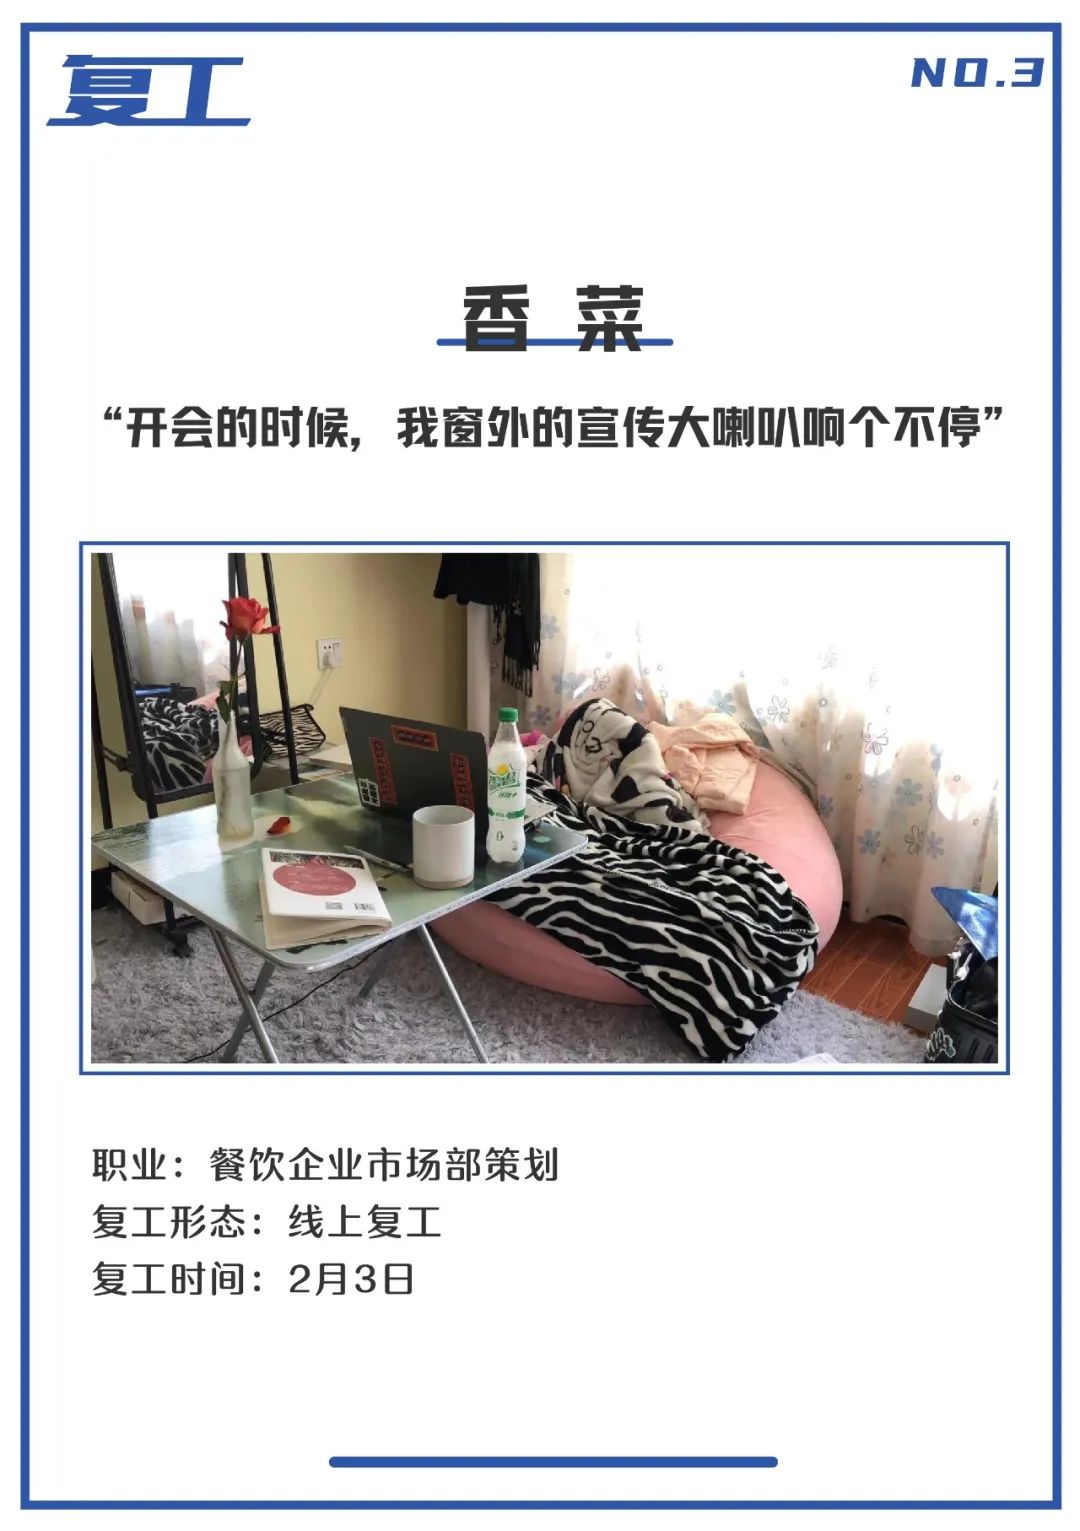 复工
NO.3
香菜
“开会的时候，我窗外的宣传大喇叭响个不停”
职业：餐饮企业市场部策划
复工形态：线上复工
复工时间：2月3日